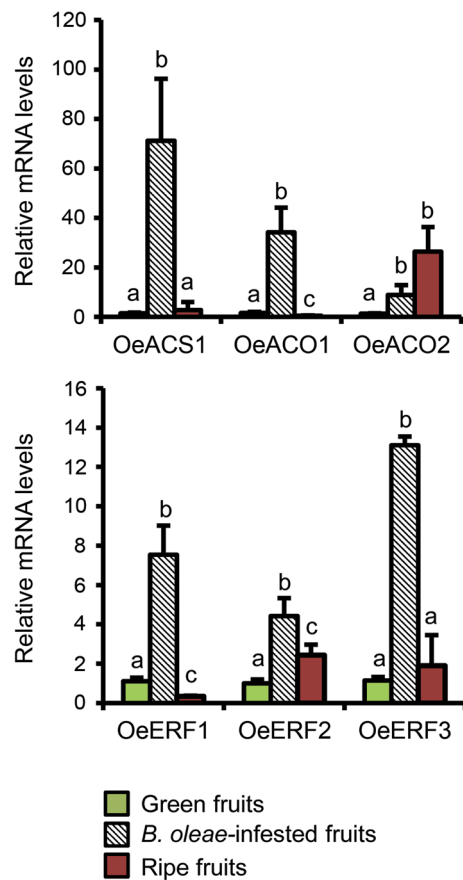 Relative mRNA levels
120
100
80
60
40
20
0
a b a
a b c
a b b
OeACS1 OeACO1 OeACO2
Relative mRNA levels
16
14
12
10
8
6
4
2
0
a b c
a b c
a b a
OeERF1 OeERF2 OeERF3
Green fruits
B. oleae-infested fruits
Ripe fruits